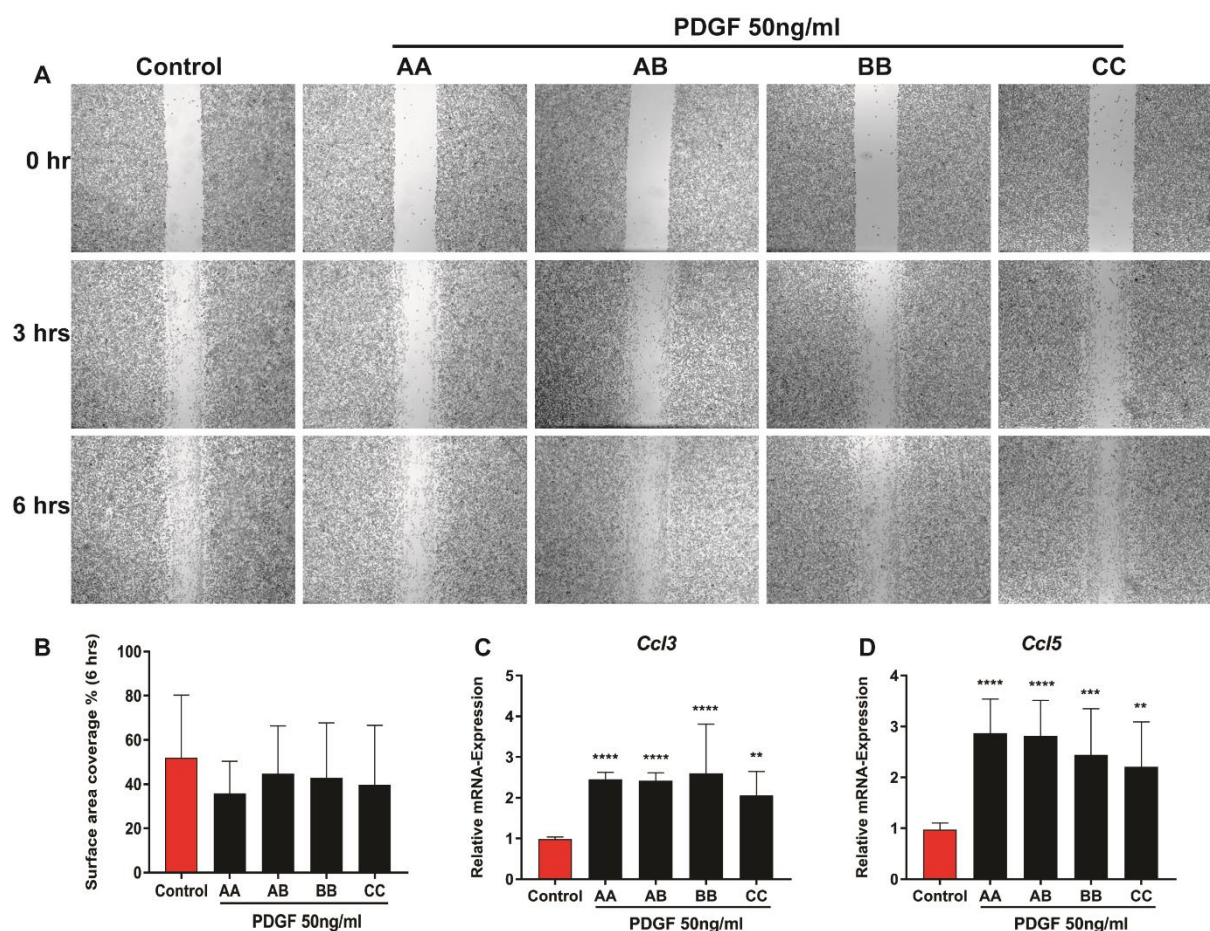 PDGF 50ng/ml
A Control AA AB BB CC
0 hr
3 hrs
6 hrs
B
Surface area coverage % (6 hrs)
100
80
60
40
20
0
Control AA AB BB CC
PDGF 50ng/ml
C Ccl3
Relative mRNA-Expression
5
4
3
2
1
0
**** **** **** **
Control AA AB BB CC
PDGF 50ng/ml
D Ccl5
Relative mRNA-Expression
4
3
2
1
0
**** **** *** **
Control AA AB BB CC
PDGF 50ng/ml